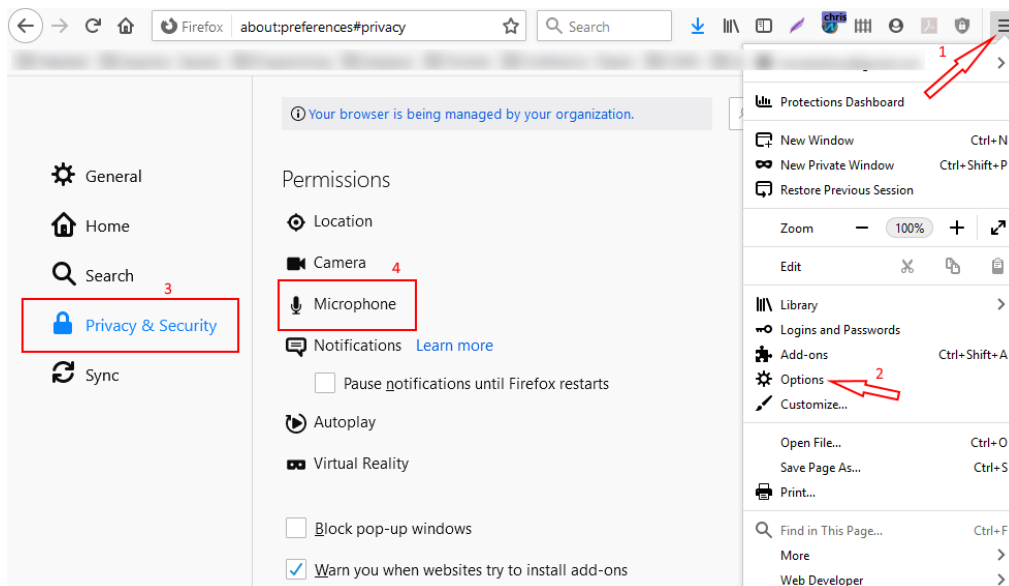 Firefox about:preferences#privacy Search chris
1
Your browser is being managed by your organization.
General
Home
Search
3
Privacy & Security
Sync
Permissions
Location
Camera
4
Microphone
Notifications Learn more
Pause notifications until Firefox restarts
Autoplay
Virtual Reality
Block pop-up windows
Warn you when websites try to install add-ons
Protections Dashboard
New Window Ctrl+N
New Private Window Ctrl+Shift+P
Restore Previous Session
Zoom 100%
Edit
Library
Logins and Passwords
Add-ons Ctrl+Shift+A
Options 2
Customize...
Open File... Ctrl+O
Save Page As... Ctrl+S
Print...
Find in This Page... Ctrl+F
More
Web Developer